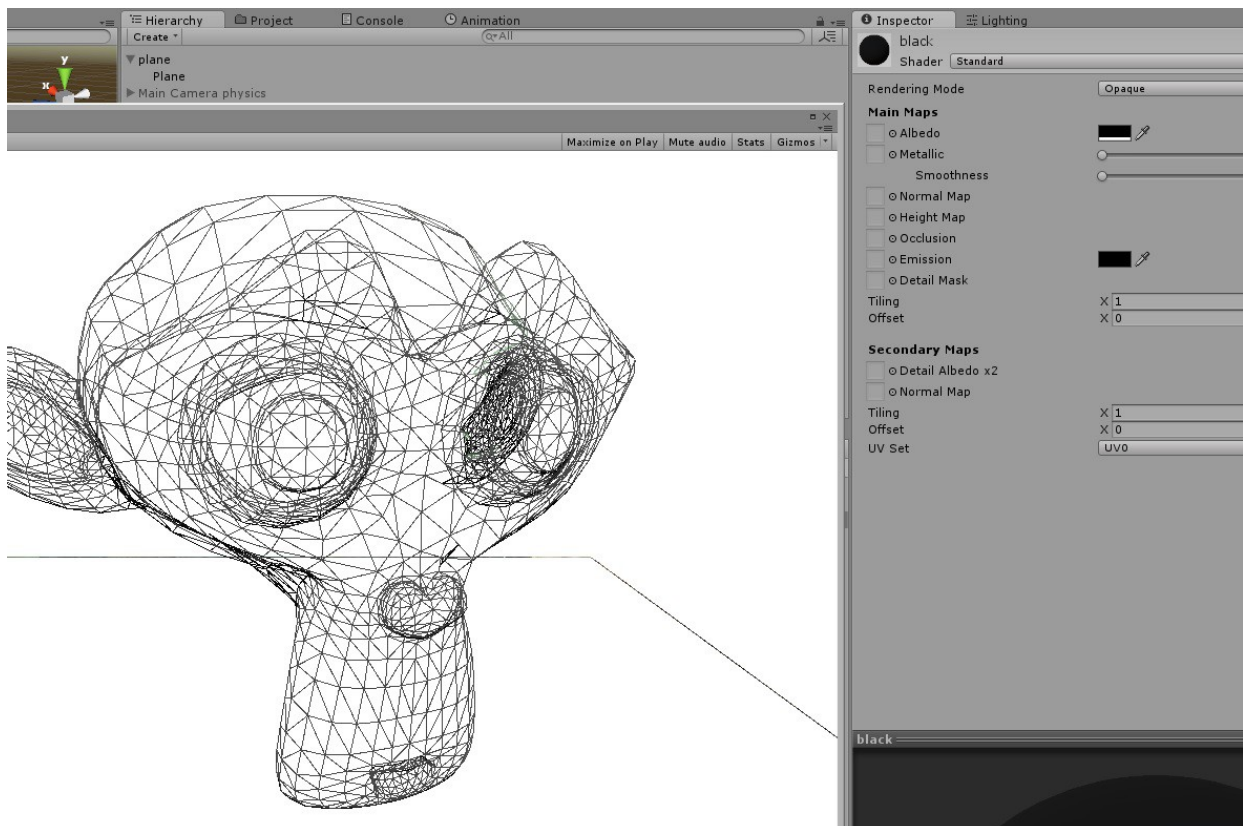 Hierarchy Project Console Animation
Create All
plane
Plane
Main Camera physics
y
x
Maximize on Play Mute audio Stats Gizmos
Inspector Lighting
black
Shader Standard
Rendering Mode Opaque
Main Maps
Albedo
Metallic
Smoothness
Normal Map
Height Map
Occlusion
Emission
Detail Mask
Tiling X 1
Offset X 0
Secondary Maps
Detail Albedo x2
Normal Map
Tiling X 1
Offset X 0
UV Set UV0
black